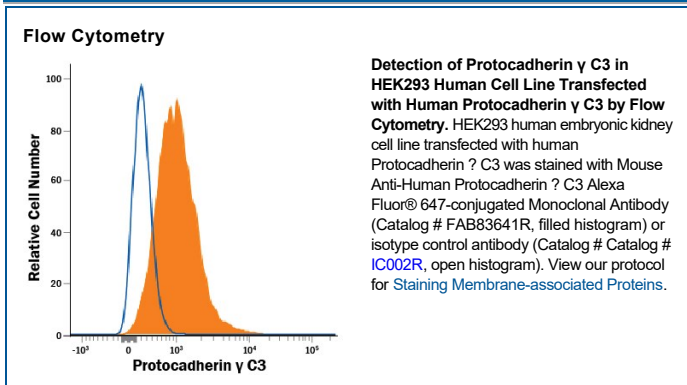 Flow Cytometry
100
80
60
40
20
0
Relative Cell Number
-10³ 0 10³ 10⁴ 10⁵
Protocadherin γ C3
Detection of Protocadherin γ C3 in
HEK293 Human Cell Line Transfected
with Human Protocadherin γ C3 by Flow
Cytometry. HEK293 human embryonic kidney
cell line transfected with human
Protocadherin ? C3 was stained with Mouse
Anti-Human Protocadherin ? C3 Alexa
Fluor® 647-conjugated Monoclonal Antibody
(Catalog # FAB83641R, filled histogram) or
isotype control antibody (Catalog # Catalog #
IC002R, open histogram). View our protocol
for Staining Membrane-associated Proteins.